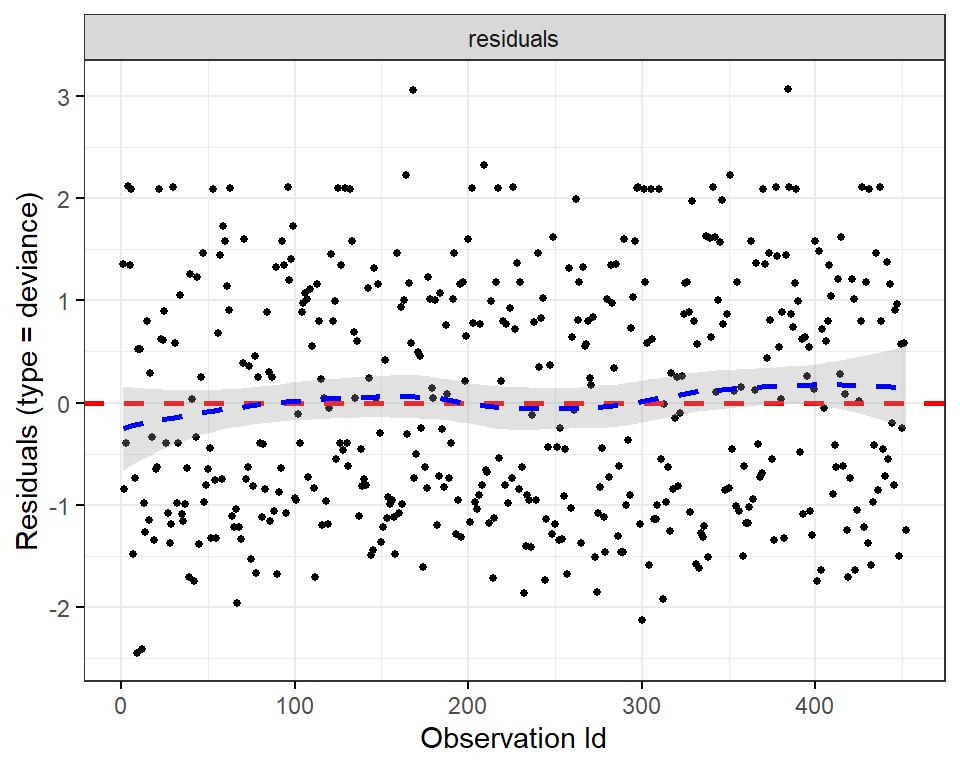 residuals
Residuals (type = deviance)
3
2
1
0
-1
-2
0 100 200 300 400
Observation Id